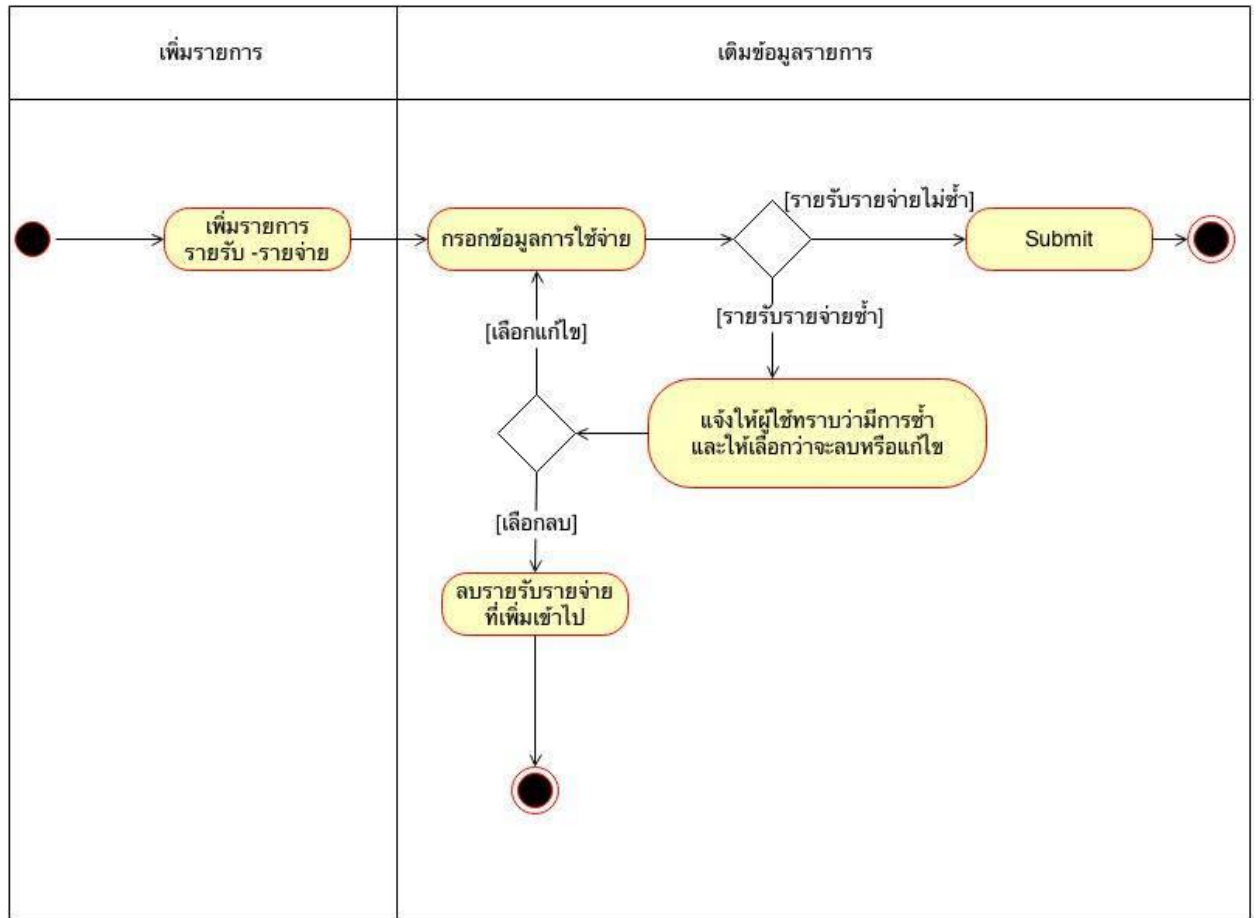 เพิ่มรายการ
เติมข้อมูลรายการ
[รายรับรายจ่ายไม่ซ้ำ]
เพิ่มรายการ
รายรับ -รายจ่าย
กรอกข้อมูลการใช้จ่าย
Submit
[รายรับรายจ่ายซ้ำ]
[เลือกแก้ไข]
แจ้งให้ผู้ใช้ทราบว่ามีการซ้ำ
และให้เลือกว่าจะลบหรือแก้ไข
[เลือกลบ]
ลบรายรับรายจ่าย
ที่เพิ่มเข้าไป